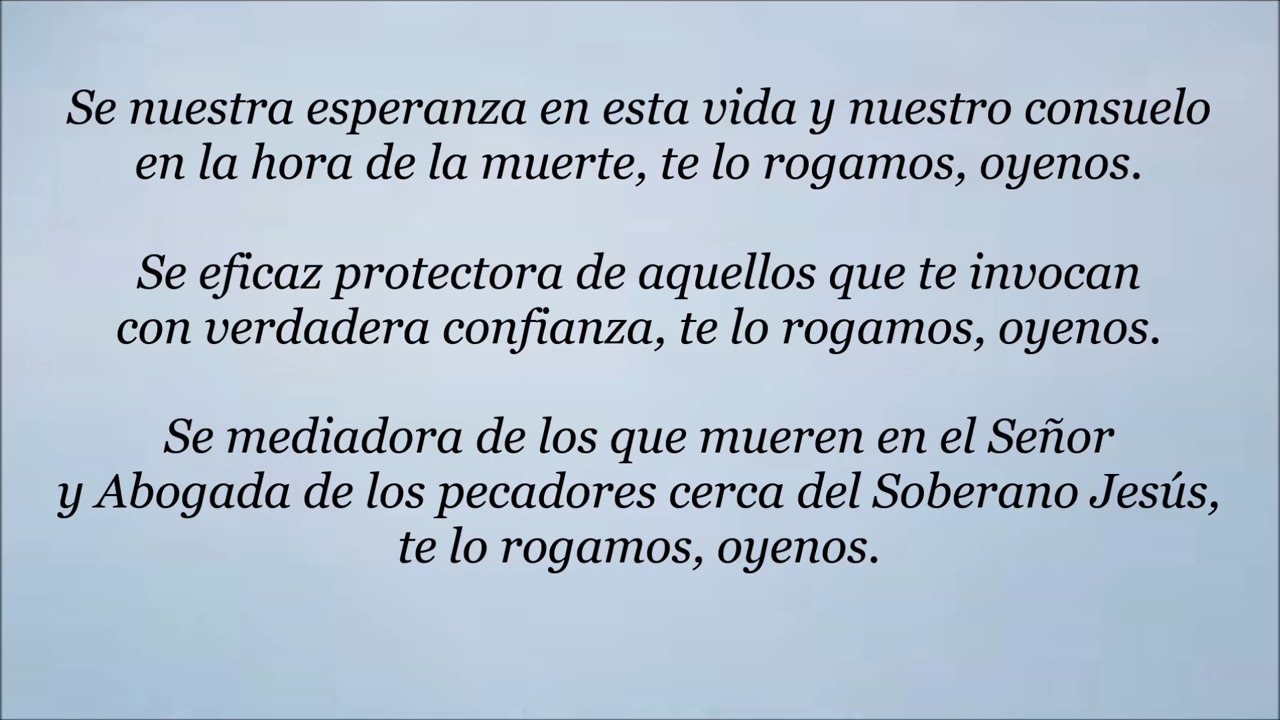 Se nuestra esperanza en esta vida y nuestro consuelo
en la hora de la muerte, te lo rogamos, oyenos.
Se eficaz protectora de aquellos que te invocan
con verdadera confianza, te lo rogamos, oyenos.
Se mediadora de los que mueren en el Señor
y Abogada de los pecadores cerca del Soberano Jesús,
te lo rogamos, oyenos.